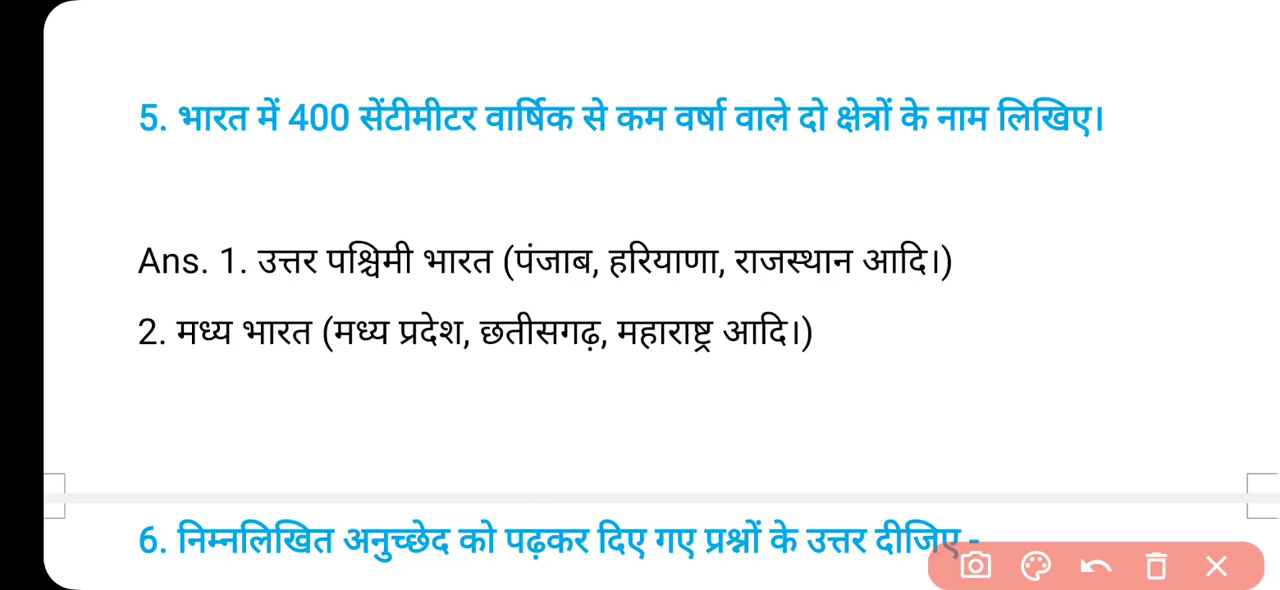 5. भारत में 400 सेंटीमीटर वार्षिक से कम वर्षा वाले दो क्षेत्रों के नाम लिखिए।
Ans. 1. उत्तर पश्चिमी भारत (पंजाब, हरियाणा, राजस्थान आदि।)
2. मध्य भारत (मध्य प्रदेश, छतीसगढ़, महाराष्ट्र आदि।)
6. निम्नलिखित अनुच्छेद को पढ़कर दिए गए प्रश्नों के उत्तर दीजिए -